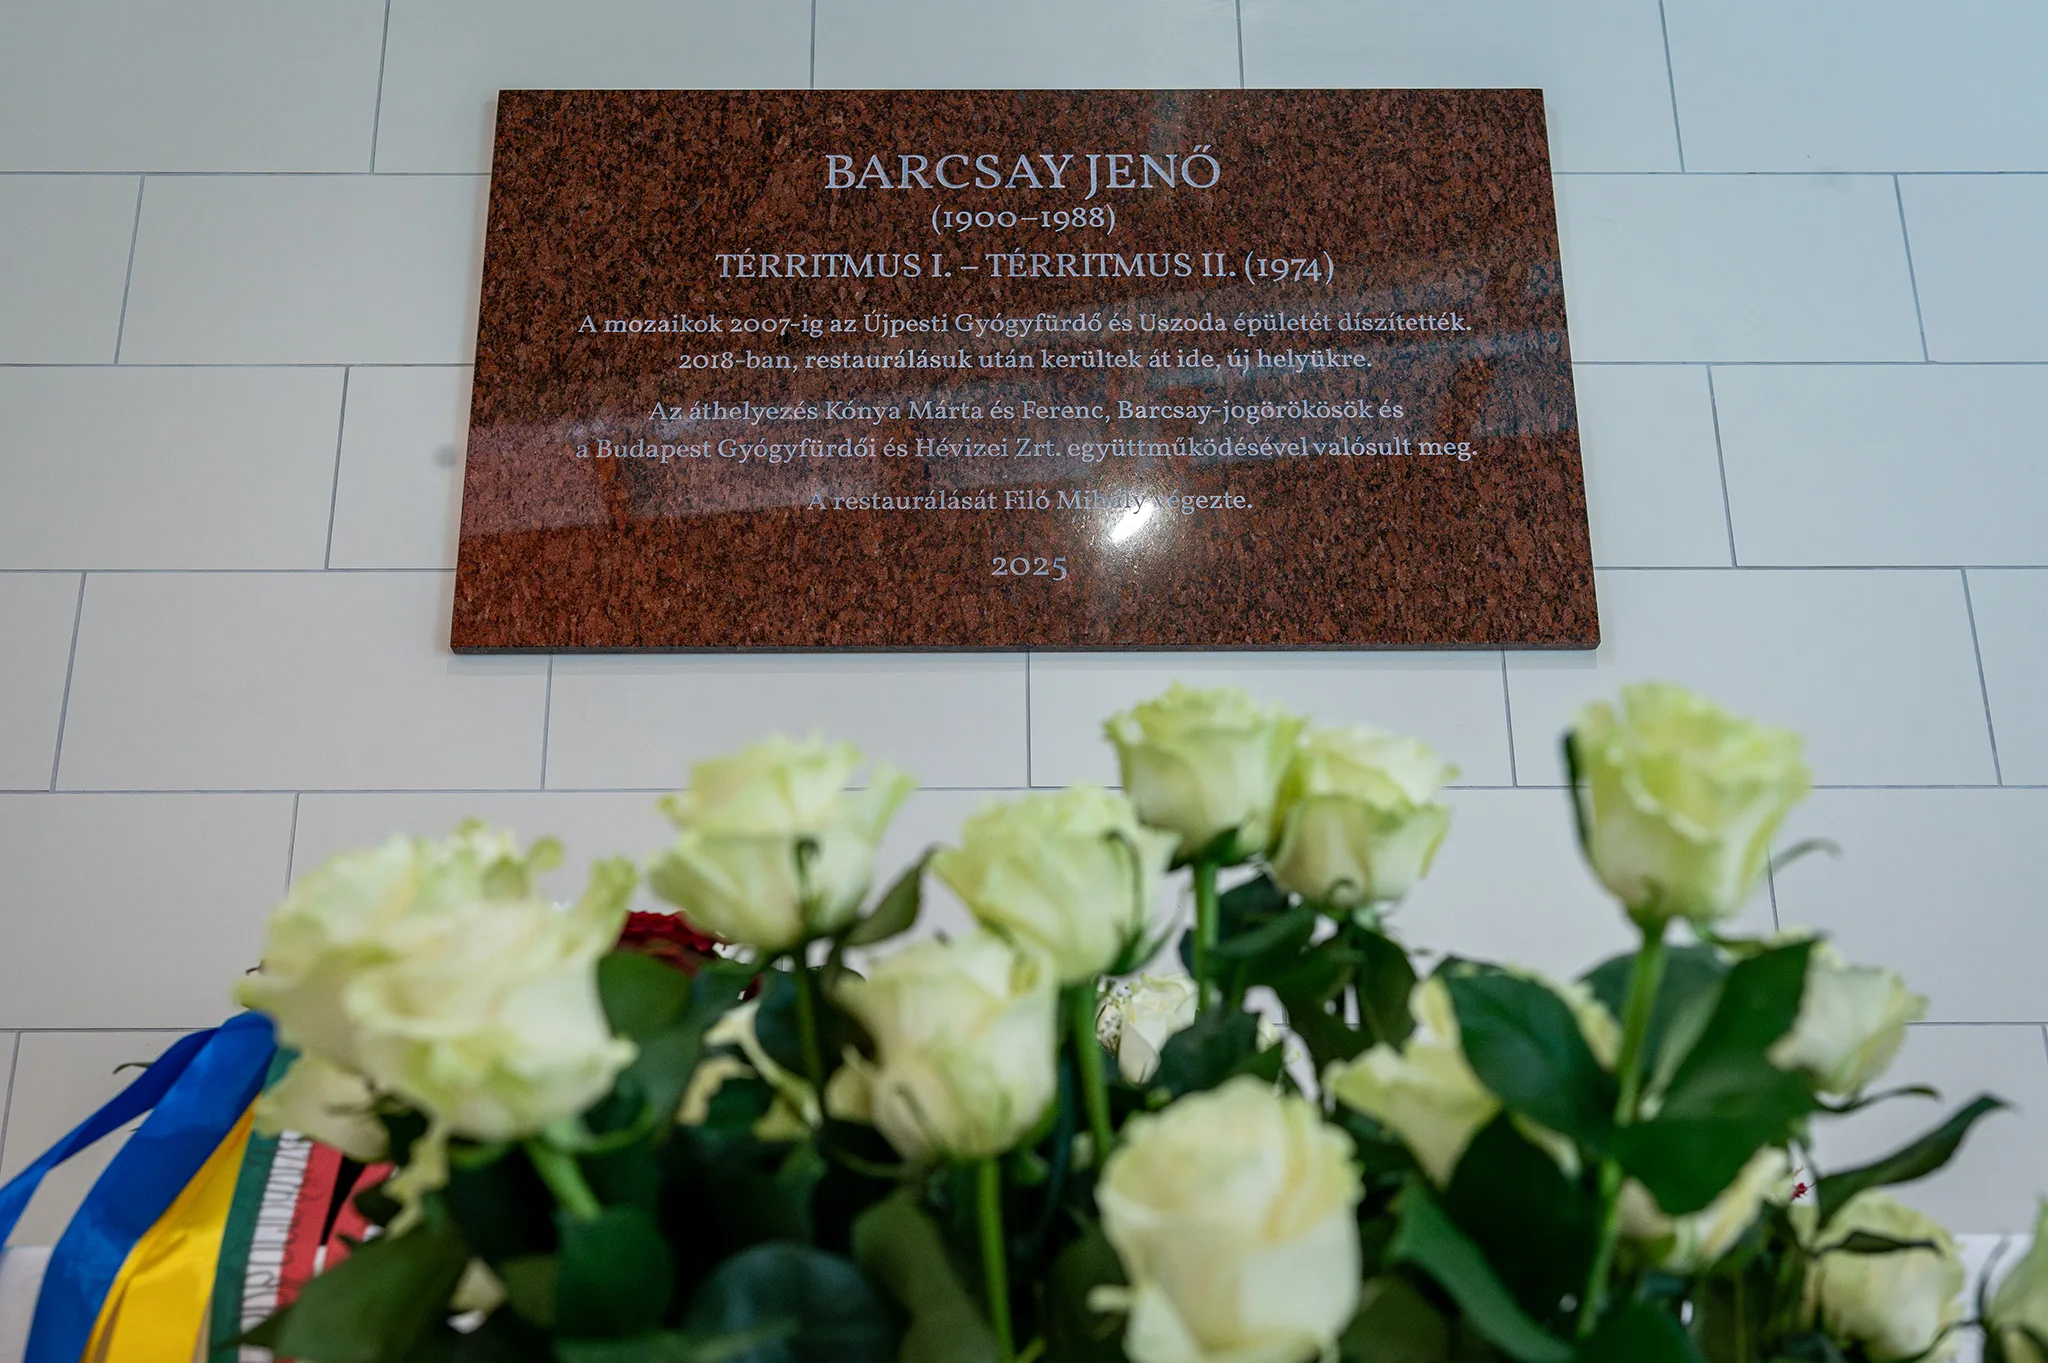 BARCSAY JENŐ
(1900–1988)
TÉRRITMUS I. – TÉRRITMUS II. (1974)
A mozaikok 2007-ig az Újpesti Gyógyfürdő és Uszoda épületét díszítették.
2018-ban, restaurálásuk után kerültek át ide, új helyükre.
Az áthelyezés Kónya Márta és Ferenc, Barcsay-jogörökösök és
a Budapest Gyógyfürdői és Hévizei Zrt. együttműködésével valósult meg.
A restaurálását Filó Mihály végezte.
2025